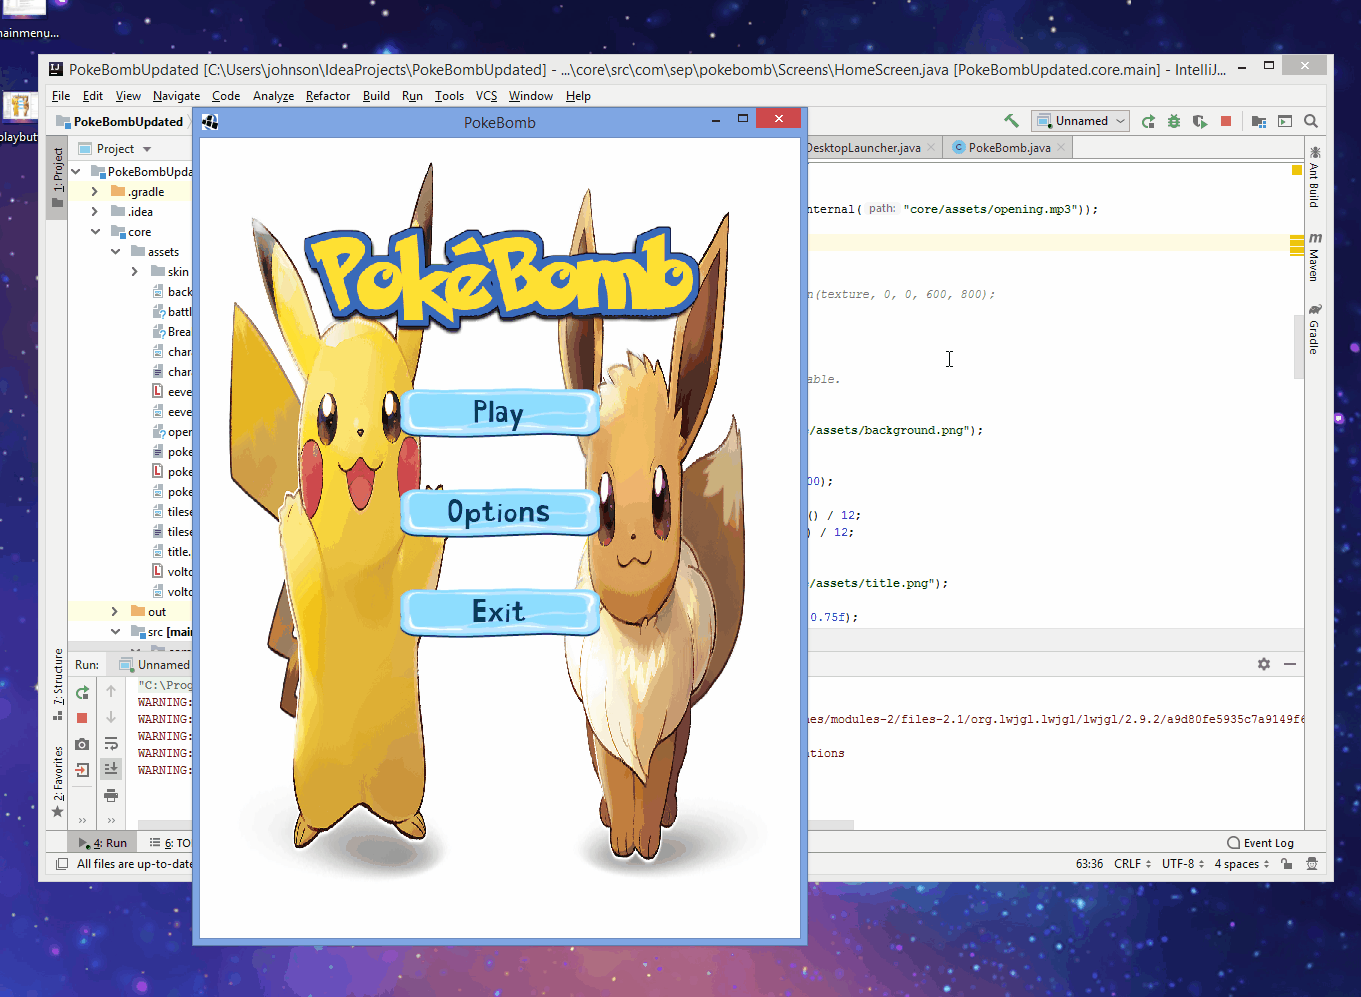 ainmenu...
playbutt
PokeBombUpdated [C:\Users\johnson\IdeaProjects\PokeBombUpdated] - ...\core\src\com\sep\pokebomb\Screens\HomeScreen.java [PokeBombUpdated.core.main] - IntelliJ...
File Edit View Navigate Code Analyze Refactor Build Run Tools VCS Window Help
PokeBombUpdated
Unnamed
PokeBomb
Project
DesktopLauncher.java
PokeBomb.java
1: Project
PokeBombUpda
.gradle
.idea
core
assets
skin
back
battl
Brea
char
char
eeve
eeve
oper
poke
poke
poke
tilese
tilese
title.
volto
volto
out
src [mai
nternal( path: "core/assets/opening.mp3"));
n(texture, 0, 0, 600, 800);
able.
/assets/background.png");
00);
() / 12;
) / 12;
/assets/title.png");
0.75f);
Ant Build
Maven
Gradle
PokéBomb
Play
Options
Exit
7: Structure
2: Favorites
Run: Unnamed
"C:\Prog
WARNING:
WARNING:
WARNING:
WARNING:
WARNING:
hes/modules-2/files-2.1/org.lwjgl.lwjgl/lwjgl/2.9.2/a9d80fe5935c7a9149f6
ations
4: Run
6: TO
Event Log
All files are up-to-date
63:36 CRLF UTF-8 4 spaces